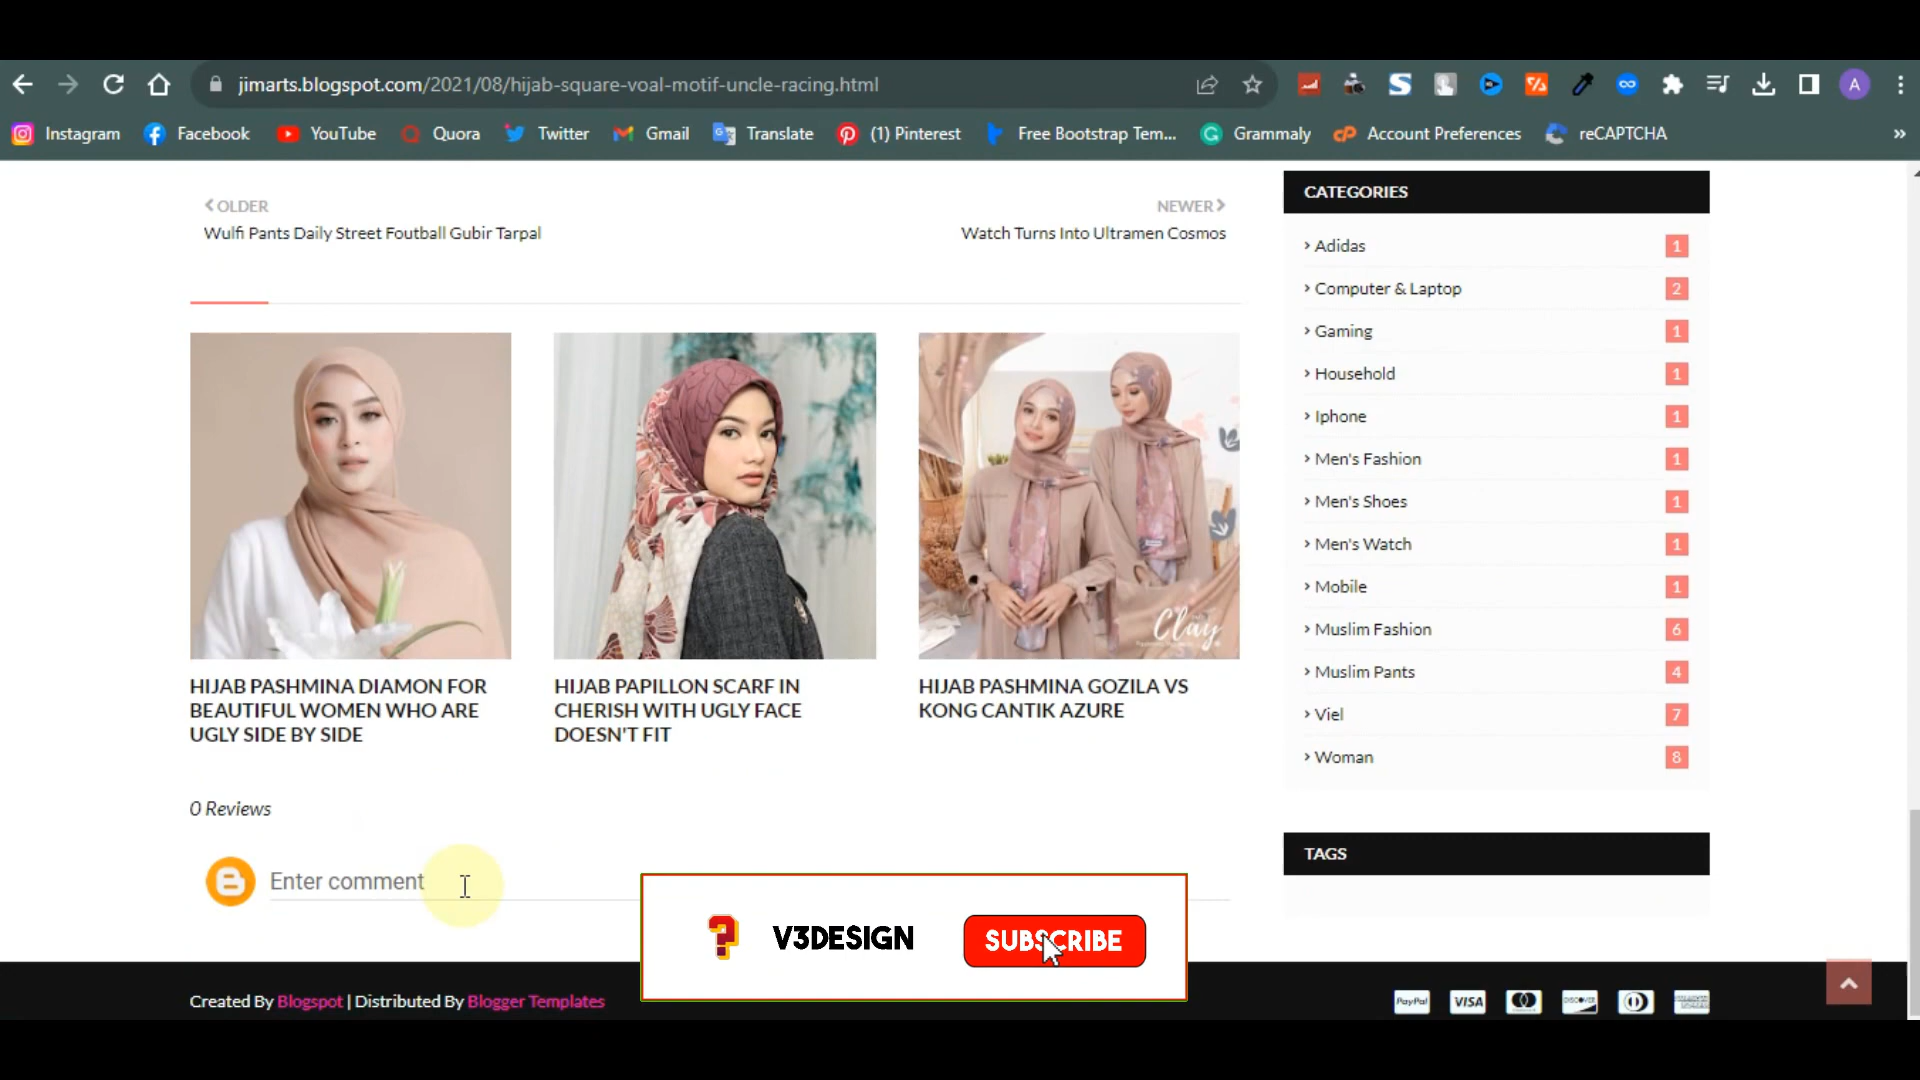 jimarts.blogspot.com/2021/08/hijab-square-voal-motif-uncle-racing.html
A
Instagram
Facebook
YouTube
Quora
Twitter
Gmail
Translate
(1) Pinterest
Free Bootstrap Tem...
Grammaly
Account Preferences
reCAPTCHA
»
OLDER
Wulfi Pants Daily Street Foutball Gubir Tarpal
NEWER
Watch Turns Into Ultramen Cosmos
Clay
HIJAB PASHMINA DIAMON FOR
BEAUTIFUL WOMEN WHO ARE
UGLY SIDE BY SIDE
HIJAB PAPILLON SCARF IN
CHERISH WITH UGLY FACE
DOESN'T FIT
HIJAB PASHMINA GOZILA VS
KONG CANTIK AZURE
0 Reviews
Enter comment
CATEGORIES
Adidas 1
Computer & Laptop 2
Gaming 1
Household 1
Iphone 1
Men's Fashion 1
Men's Shoes 1
Men's Watch 1
Mobile 1
Muslim Fashion 6
Muslim Pants 4
Viel 7
Woman 8
TAGS
? V3DESIGN SUBSCRIBE
Created By Blogspot | Distributed By Blogger Templates
PayPal VISA DISCOVER